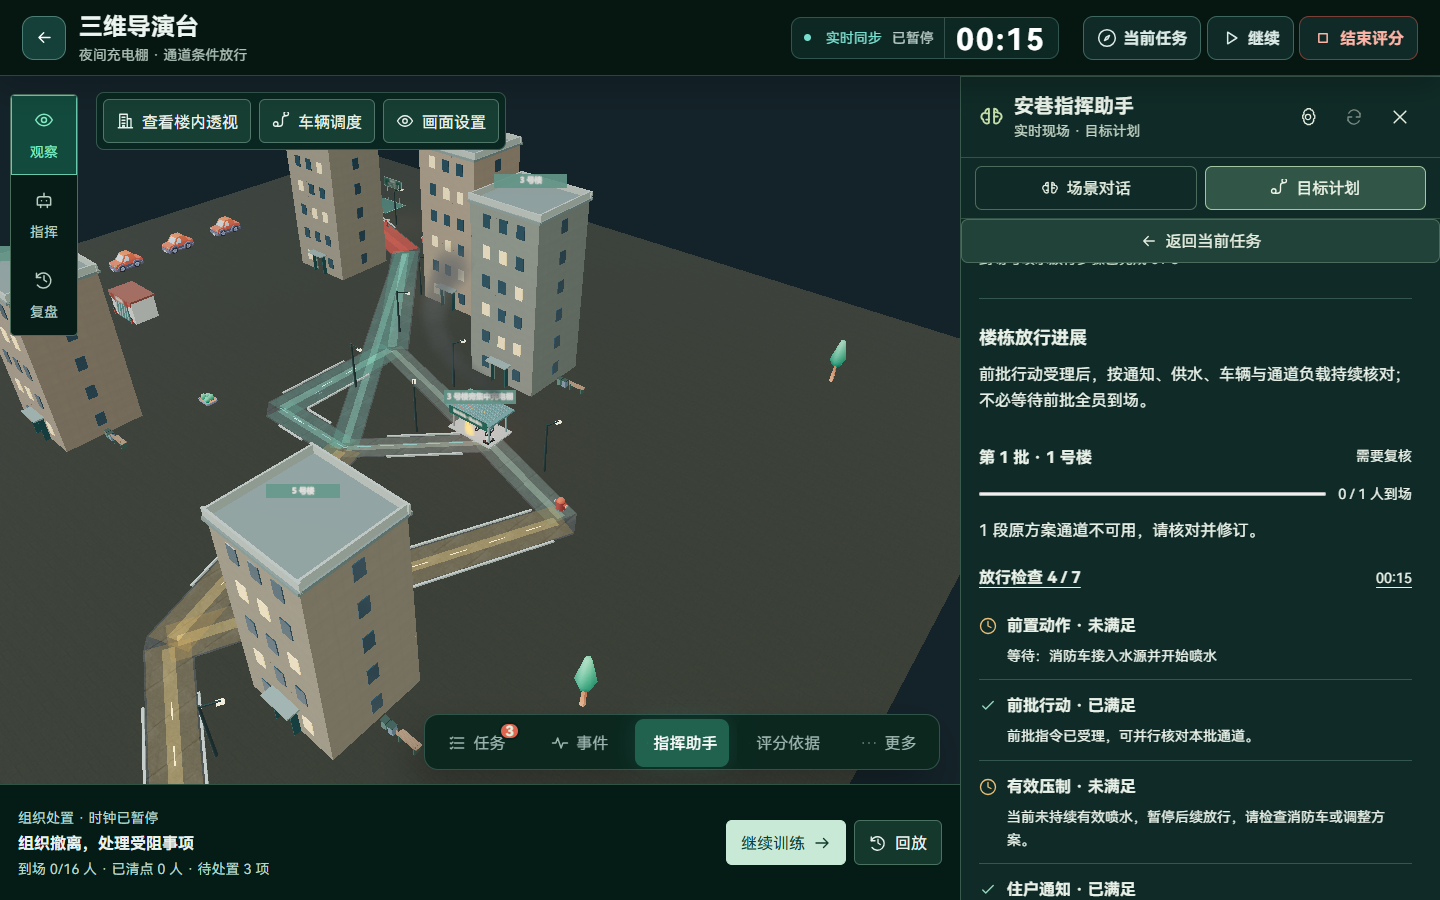 三维导演台
夜间充电棚 · 通道条件放行
实时同步 已暂停 00:15
当前任务
继续
结束评分
观察
指挥
复盘
查看楼内透视
车辆调度
画面设置
3 号楼
5 号楼
安巷指挥助手
实时现场 · 目标计划
场景对话
目标计划
返回当前任务
楼栋放行进展
前批行动受理后，按通知、供水、车辆与通道负载持续核对；
不必等待前批全员到场。
第 1 批 · 1 号楼 需要复核
0 / 1 人到场
1 段原方案通道不可用，请核对并修订。
放行检查 4 / 7 00:15
前置动作 · 未满足
等待：消防车接入水源并开始喷水
前批行动 · 已满足
前批指令已受理，可并行核对本批通道。
有效压制 · 未满足
当前未持续有效喷水，暂停后续放行，请检查消防车或调整方
案。
住户通知 · 已满足
任务 3
事件
指挥助手
评分依据
··· 更多
组织处置 · 时钟已暂停
组织撤离，处理受阻事项
到场 0/16 人 · 已清点 0 人 · 待处置 3 项
继续训练
回放